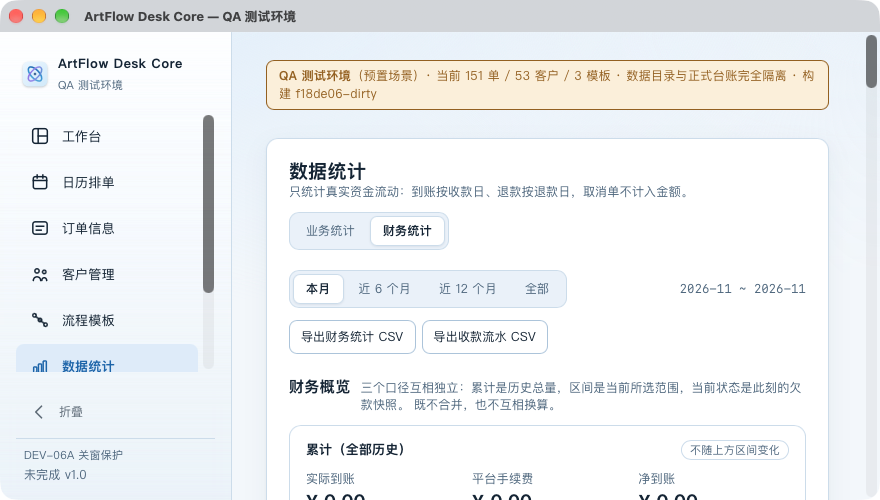 ArtFlow Desk Core — QA 测试环境
ArtFlow Desk Core
QA 测试环境
工作台
日历排单
订单信息
客户管理
流程模板
数据统计
折叠
DEV-06A 关窗保护
未完成 v1.0
QA 测试环境（预置场景）· 当前 151 单 / 53 客户 / 3 模板 · 数据目录与正式台账完全隔离 · 构
建 f18de06-dirty
数据统计
只统计真实资金流动：到账按收款日、退款按退款日，取消单不计入金额。
业务统计 财务统计
本月 近 6 个月 近 12 个月 全部 2026-11 ~ 2026-11
导出财务统计 CSV 导出收款流水 CSV
财务概览 三个口径互相独立：累计是历史总量，区间是当前所选范围，当前状态是此刻的欠
款快照。 既不合并，也不互相换算。
累计（全部历史） 不随上方区间变化
实际到账 平台手续费 净到账
¥ 0.00 ¥ 0.00 ¥ 0.00